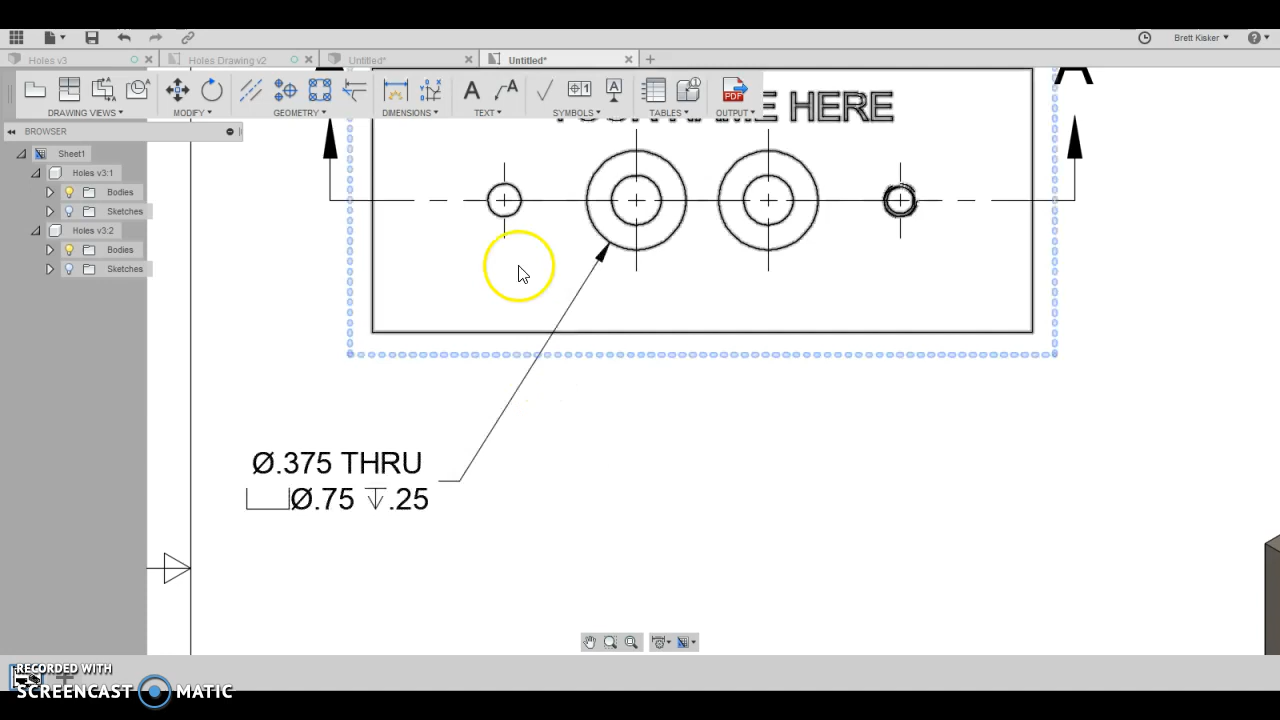 Brett Kisker
Holes v3
Holes Drawing v2
Untitled*
Untitled*
DRAWING VIEWS
MODIFY
GEOMETRY
DIMENSIONS
TEXT
SYMBOLS
TABLES
OUTPUT
A
PDF
HERE
A
BROWSER
Sheet1
Holes v3:1
Bodies
Sketches
Holes v3:2
Bodies
Sketches
Ø.375 THRU
Ø.75 ↧.25
RECORDED WITH
SCREENCAST MATIC